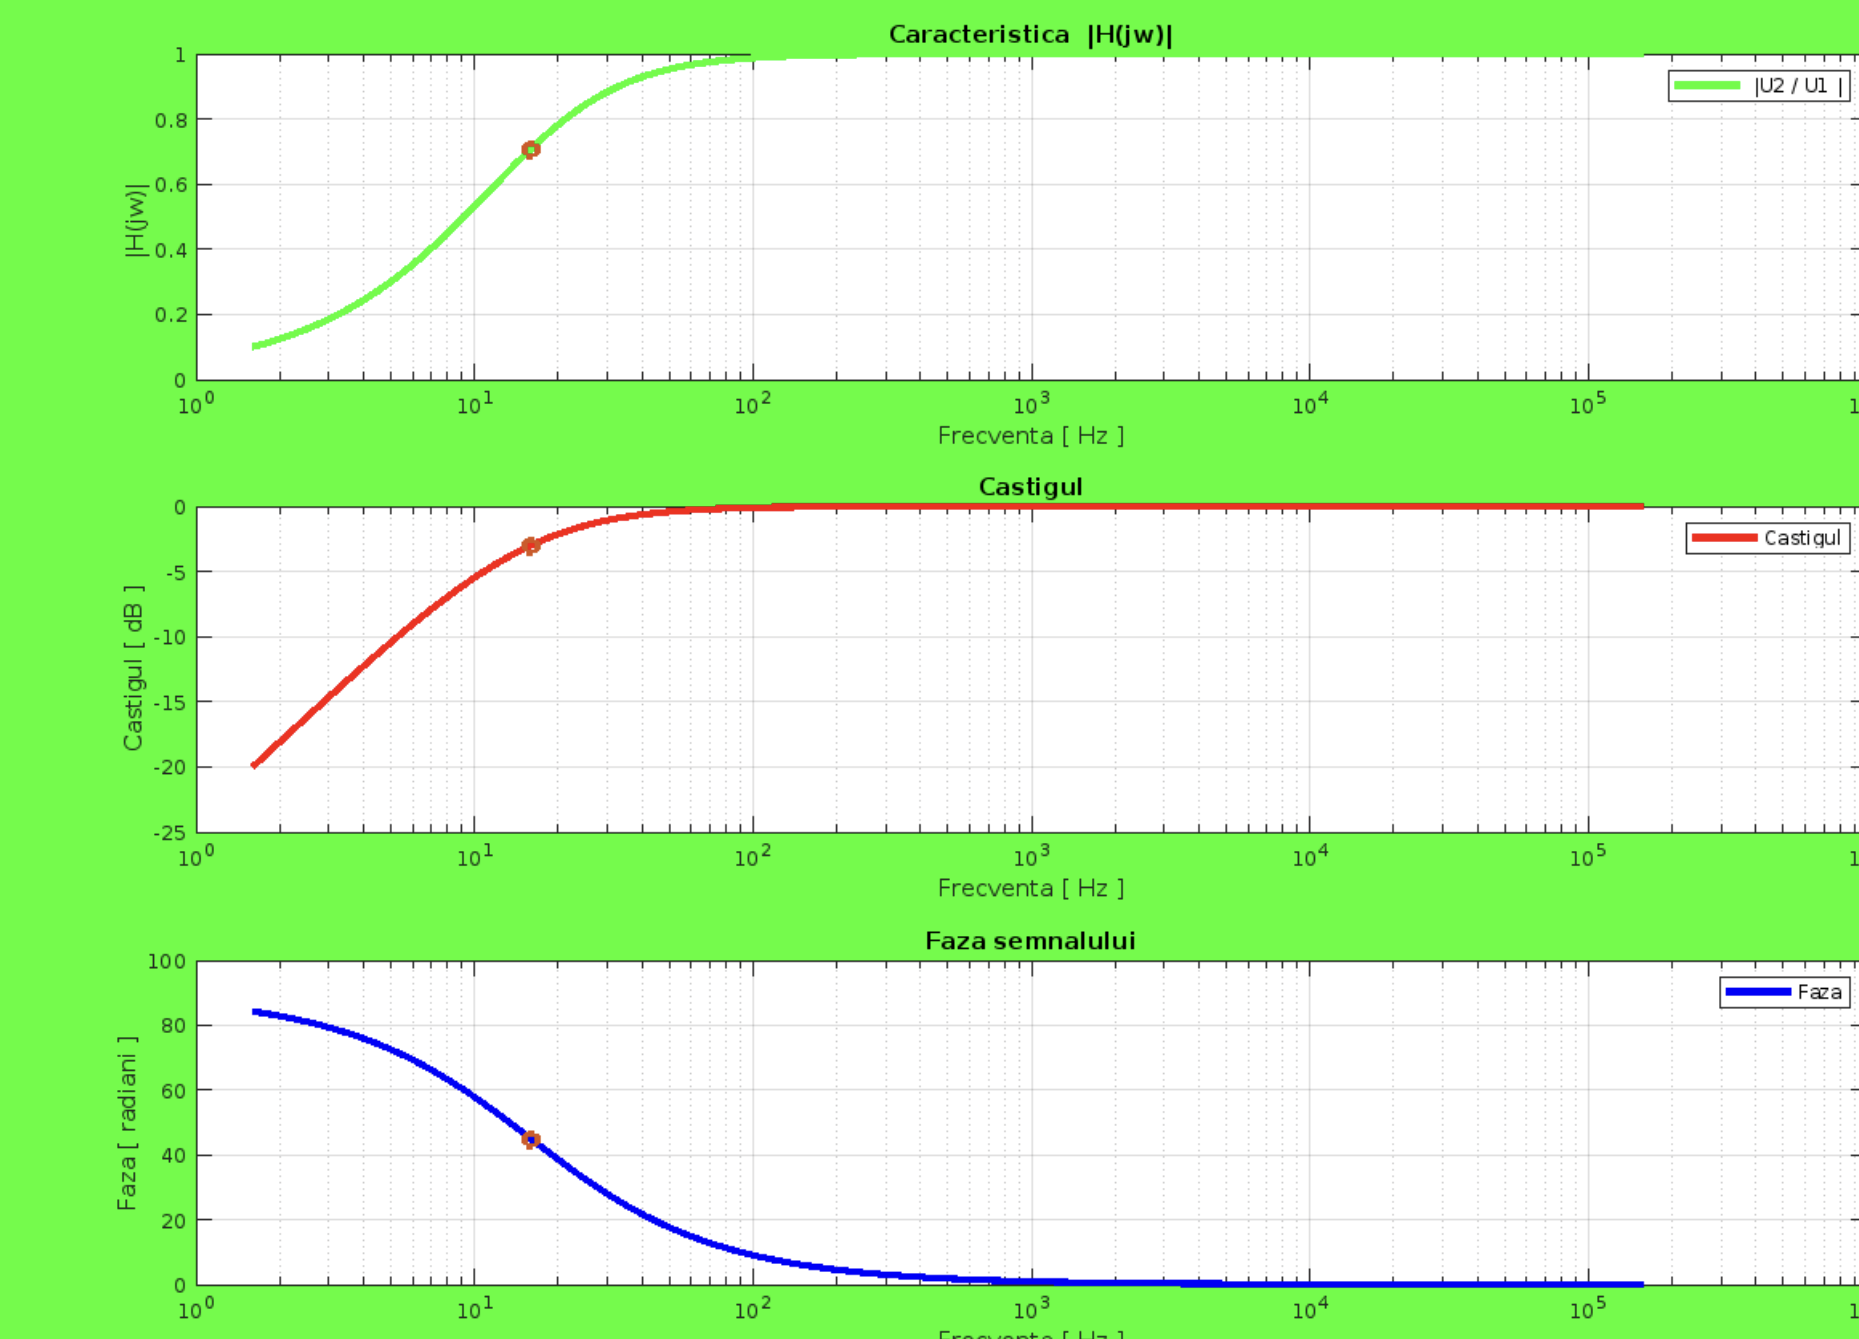 Caracteristica |H(jw)|
|U2 / U1 |
|H(jw)|
1
0.8
0.6
0.4
0.2
0
10^0 10^1 10^2 10^3 10^4 10^5
Frecventa [ Hz ]
Castigul
Castigul
Castigul [ dB ]
0
-5
-10
-15
-20
-25
10^0 10^1 10^2 10^3 10^4 10^5
Frecventa [ Hz ]
Faza semnalului
Faza
Faza [ radiani ]
100
80
60
40
20
0
10^0 10^1 10^2 10^3 10^4 10^5
Frecventa [ Hz ]